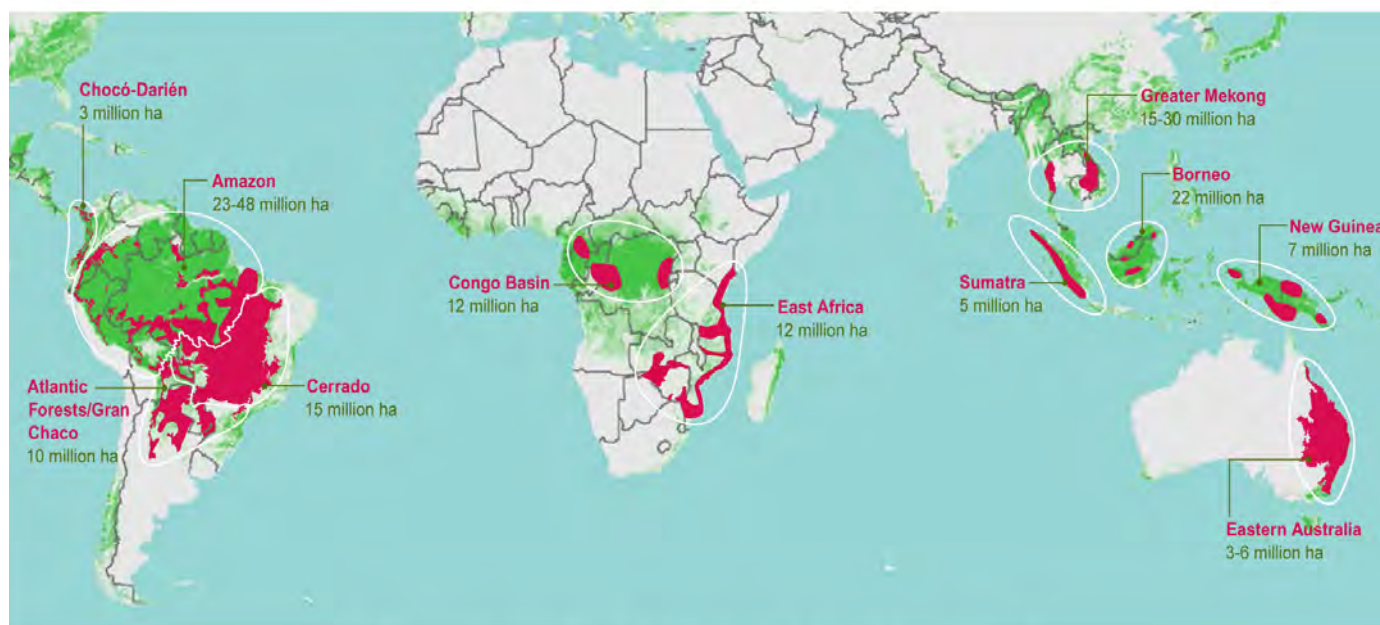 Chocó-Darién
3 million ha
Amazon
23-48 million ha
Atlantic
Forests/Gran
Chaco
10 million ha
Cerrado
15 million ha
Congo Basin
12 million ha
East Africa
12 million ha
Greater Mekong
15-30 million ha
Borneo
22 million ha
New Guinea
7 million ha
Sumatra
5 million ha
Eastern Australia
3-6 million ha